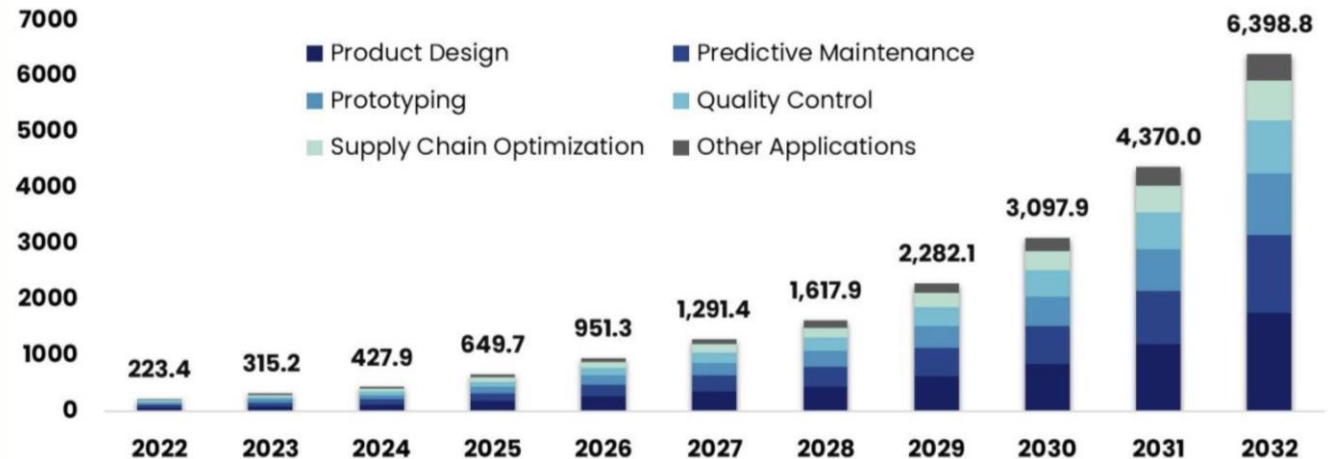 7000
6000
5000
4000
3000
2000
1000
0
Product Design
Predictive Maintenance
Prototyping
Quality Control
Supply Chain Optimization
Other Applications
223.4
315.2
427.9
649.7
951.3
1,291.4
1,617.9
2,282.1
3,097.9
4,370.0
6,398.8
2022 2023 2024 2025 2026 2027 2028 2029 2030 2031 2032